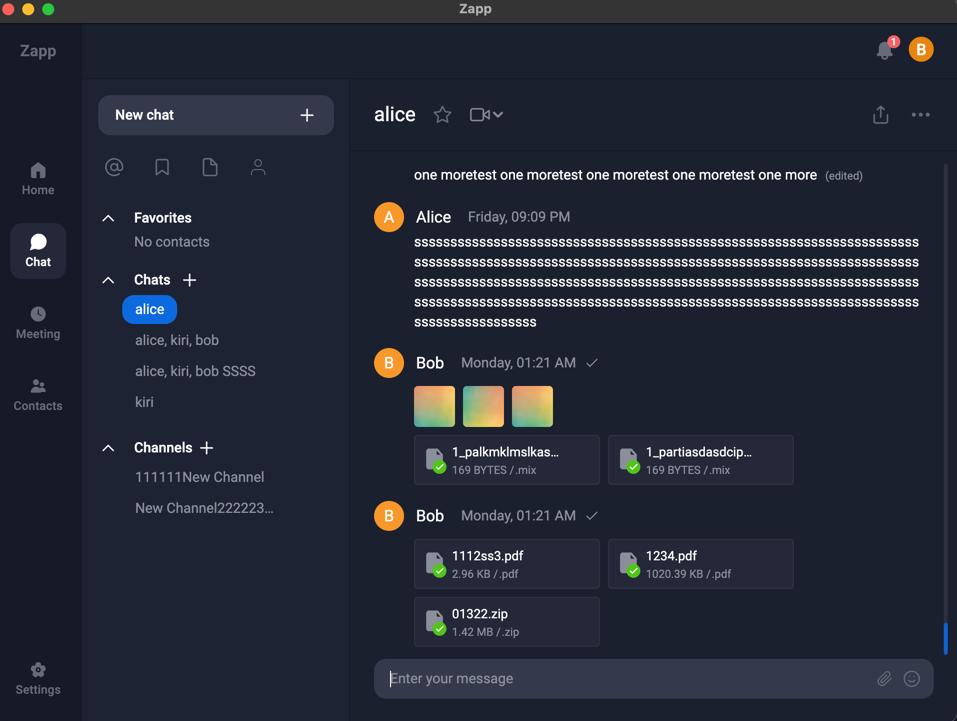 Zapp
Zapp
1
B
New chat
alice
Home
Chat
Meeting
Contacts
Settings
Favorites
No contacts
Chats
alice
alice, kiri, bob
alice, kiri, bob SSSS
kiri
Channels
111111New Channel
New Channel222223...
one moretest one moretest one moretest one moretest one more (edited)
A Alice Friday, 09:09 PM
B Bob Monday, 01:21 AM
1_palkmklmslkas...
169 BYTES /.mix
1_partiasdasdcip...
169 BYTES /.mix
B Bob Monday, 01:21 AM
1112ss3.pdf
2.96 KB /.pdf
1234.pdf
1020.39 KB /.pdf
01322.zip
1.42 MB /.zip
Enter your message